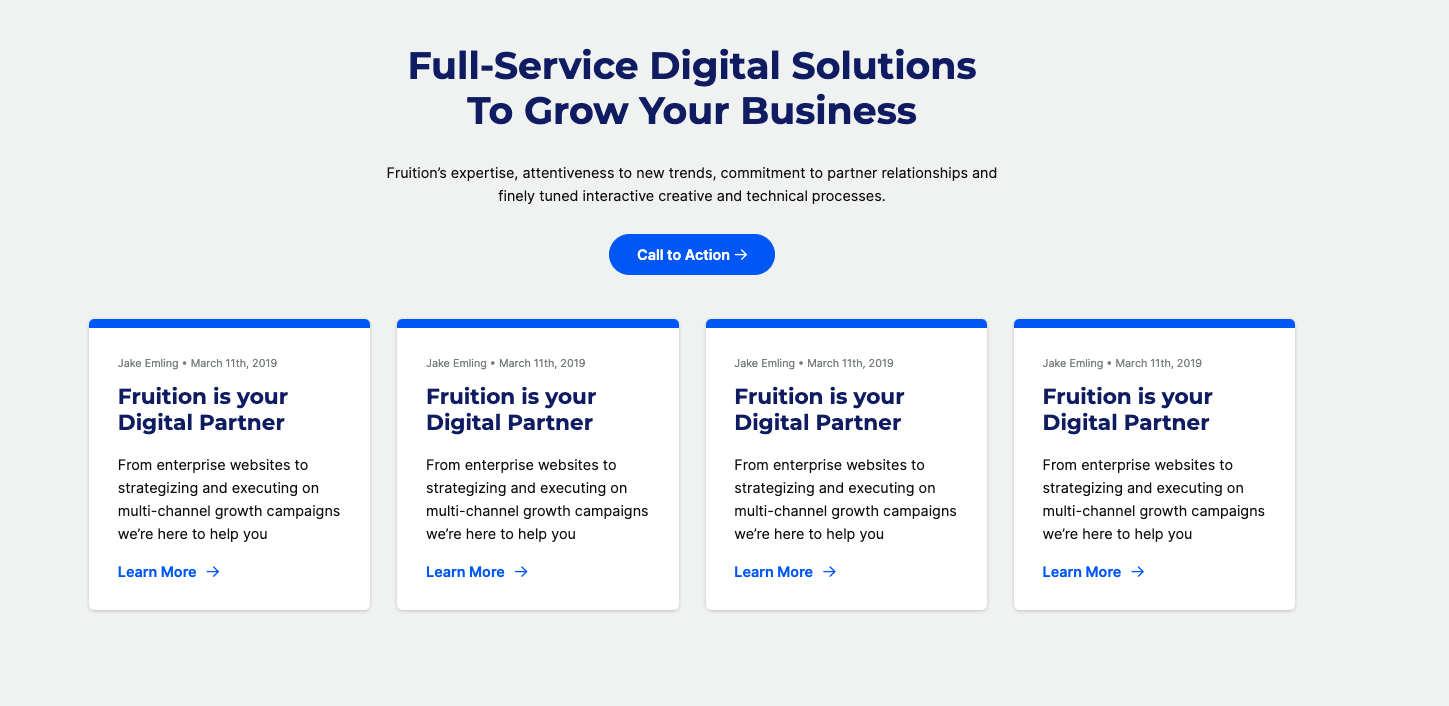 Full-Service Digital Solutions
To Grow Your Business
Fruition’s expertise, attentiveness to new trends, commitment to partner relationships and
finely tuned interactive creative and technical processes.
Call to Action →
Jake Emling • March 11th, 2019
Fruition is your
Digital Partner
From enterprise websites to
strategizing and executing on
multi-channel growth campaigns
we’re here to help you
Learn More →
Jake Emling • March 11th, 2019
Fruition is your
Digital Partner
From enterprise websites to
strategizing and executing on
multi-channel growth campaigns
we’re here to help you
Learn More →
Jake Emling • March 11th, 2019
Fruition is your
Digital Partner
From enterprise websites to
strategizing and executing on
multi-channel growth campaigns
we’re here to help you
Learn More →
Jake Emling • March 11th, 2019
Fruition is your
Digital Partner
From enterprise websites to
strategizing and executing on
multi-channel growth campaigns
we’re here to help you
Learn More →